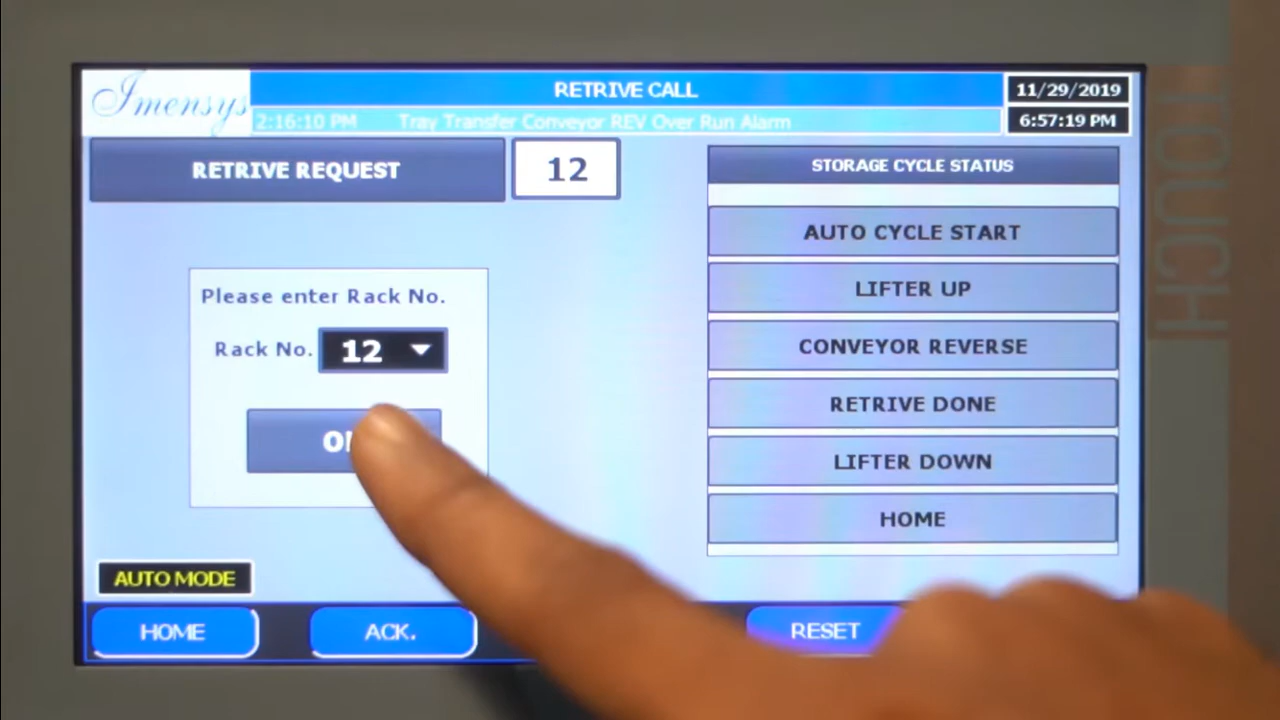 Imensys
RETRIVE CALL
11/29/2019
2:16:10 PM Tray Transfer Conveyor REV Over Run Alarm
6:57:19 PM
RETRIVE REQUEST
12
Please enter Rack No.
Rack No. 12
STORAGE CYCLE STATUS
AUTO CYCLE START
LIFTER UP
CONVEYOR REVERSE
RETRIVE DONE
LIFTER DOWN
HOME
AUTO MODE
HOME
ACK.
RESET
TOUCH